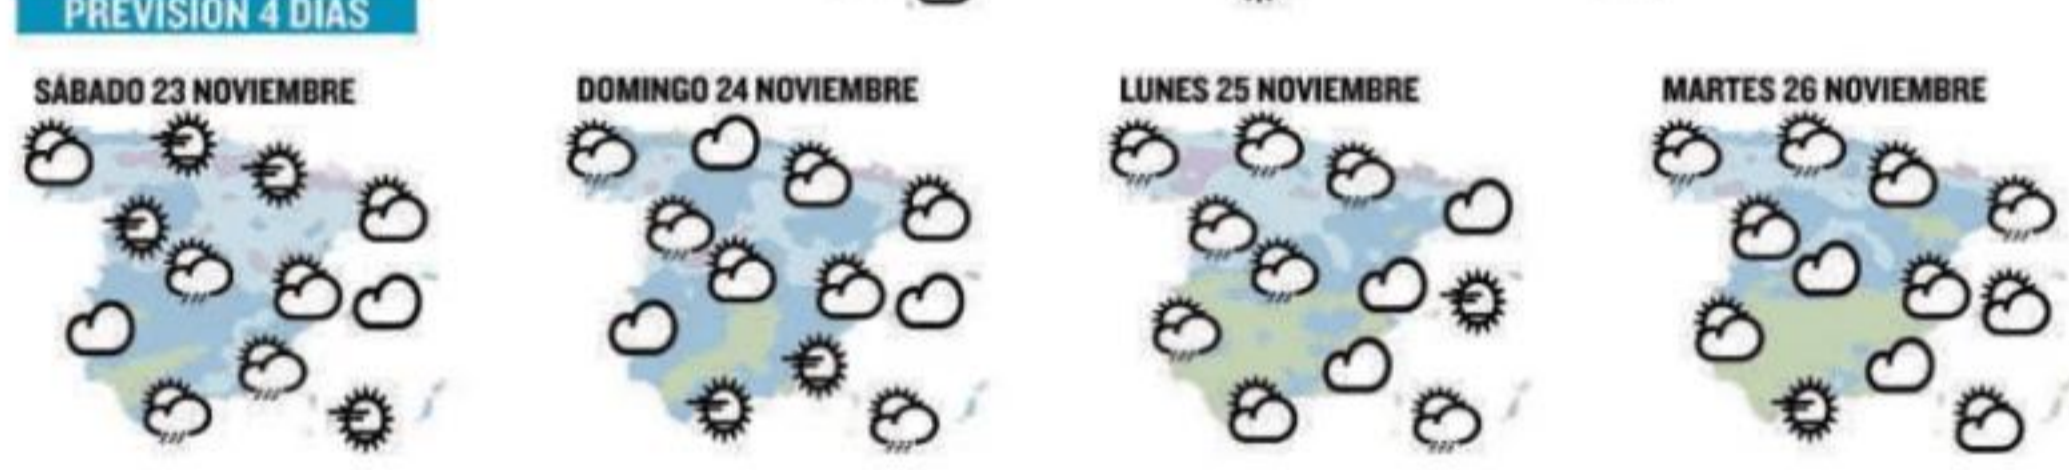 PREVISIÓN 4 DÍAS
SÁBADO 23 NOVIEMBRE
DOMINGO 24 NOVIEMBRE
LUNES 25 NOVIEMBRE
MARTES 26 NOVIEMBRE